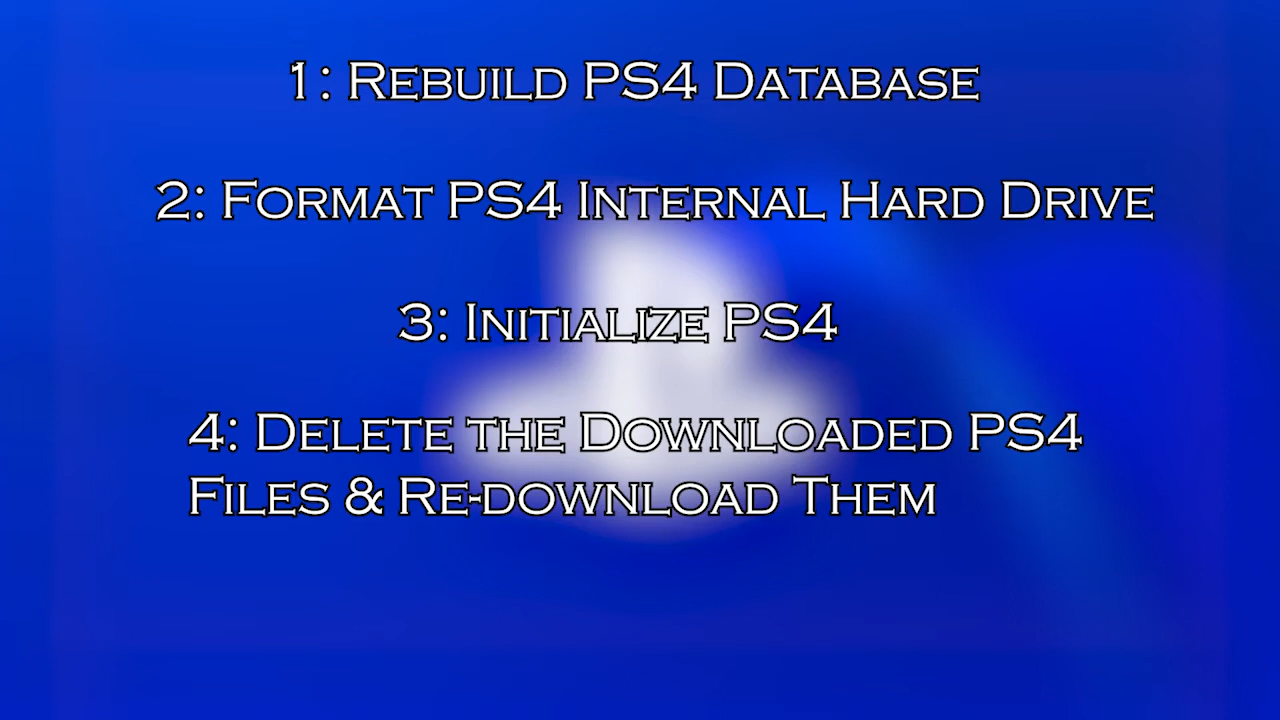 1: Rebuild PS4 Database
2: Format PS4 Internal Hard Drive
3: Initialize PS4
4: Delete the Downloaded PS4
Files & Re-download Them